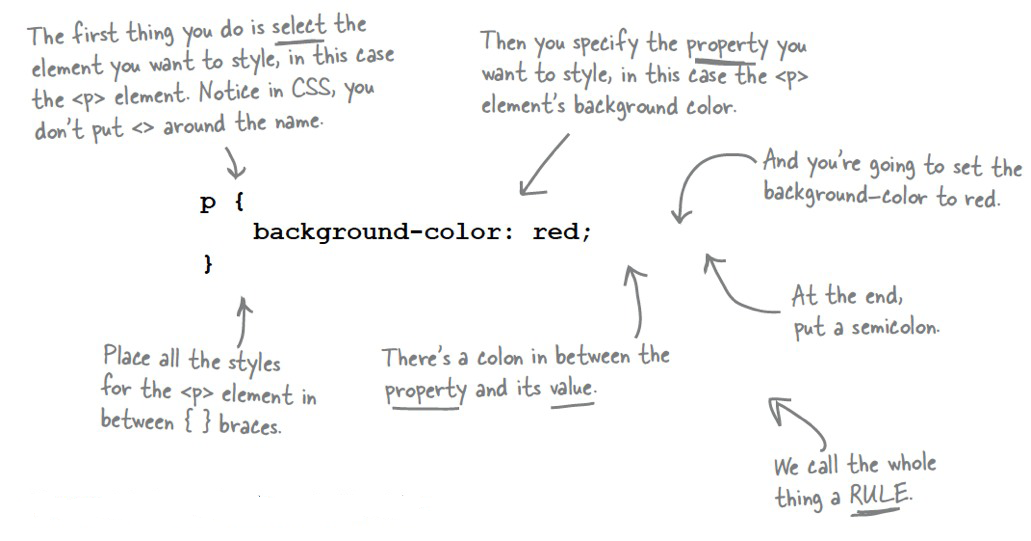 The first thing you do is select the
element you want to style, in this case
the <p> element. Notice in CSS, you
don't put <> around the name.
Then you specify the property you
want to style, in this case the <p>
element's background color.
And you're going to set the
background-color to red.
p {
background-color: red;
}
At the end,
put a semicolon.
Place all the styles
for the <p> element in
between { } braces.
There's a colon in between the
property and its value.
We call the whole
thing a RULE.